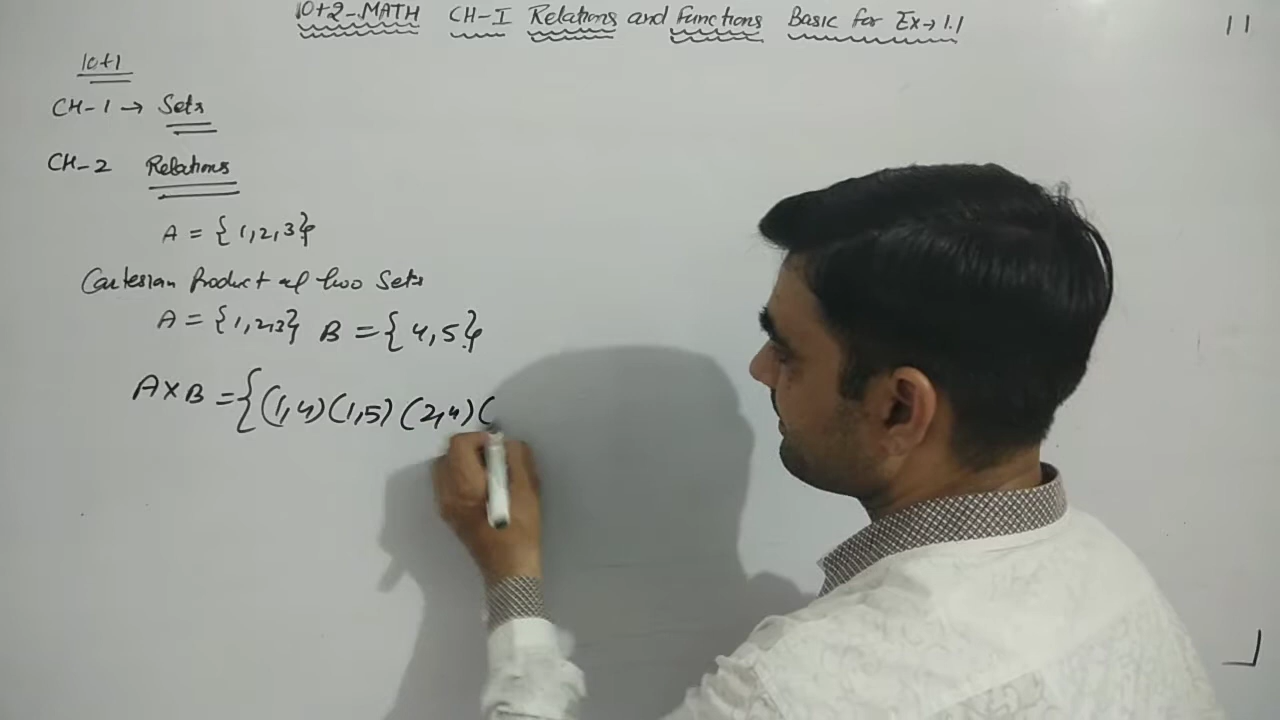 10+2-MATH CH-I Relations and Functions Basic for Ex→1.1
10+1
CH-1 → Sets
CH-2 Relations
A = {1,2,3}
Cartesian Product of two Sets
A = {1,2,3} B = {4,5}
A×B = {(1,4)(1,5)(2,4)(